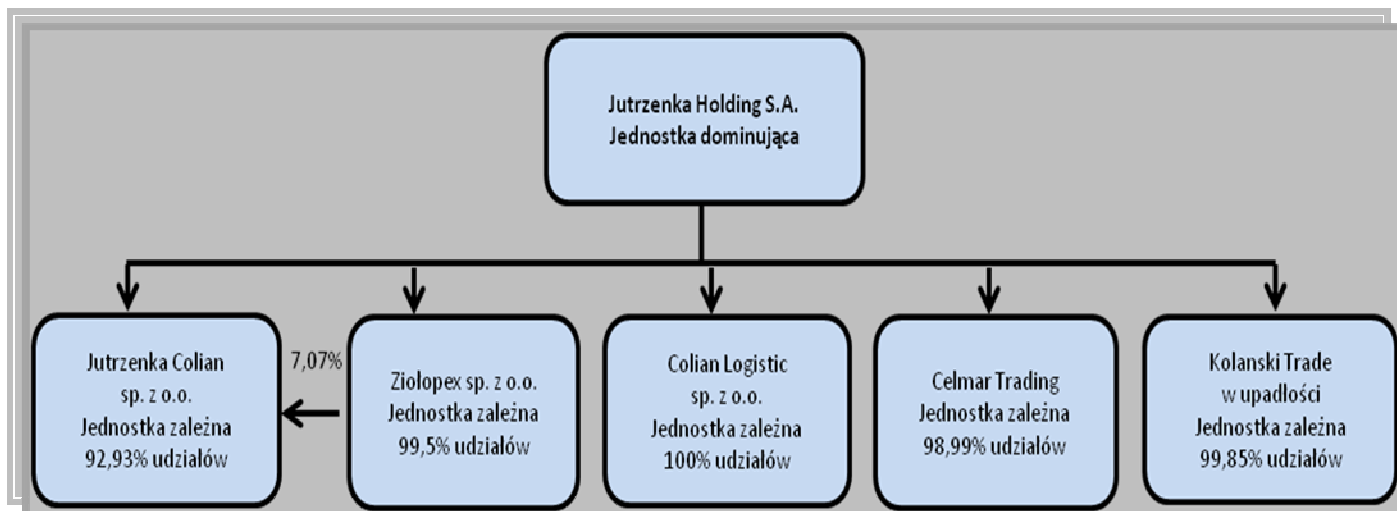 Jutrzenka Holding S.A.
Jednostka dominująca
Jutrzenka Colian
sp. z o.o.
Jednostka zależna
92,93% udziałów
7,07%
Ziołopex sp. z o.o.
Jednostka zależna
99,5% udziałów
Colian Logistic
sp. z o.o.
Jednostka zależna
100% udziałów
Celmar Trading
Jednostka zależna
98,99% udziałów
Kolanski Trade
w upadłości
Jednostka zależna
99,85% udziałów